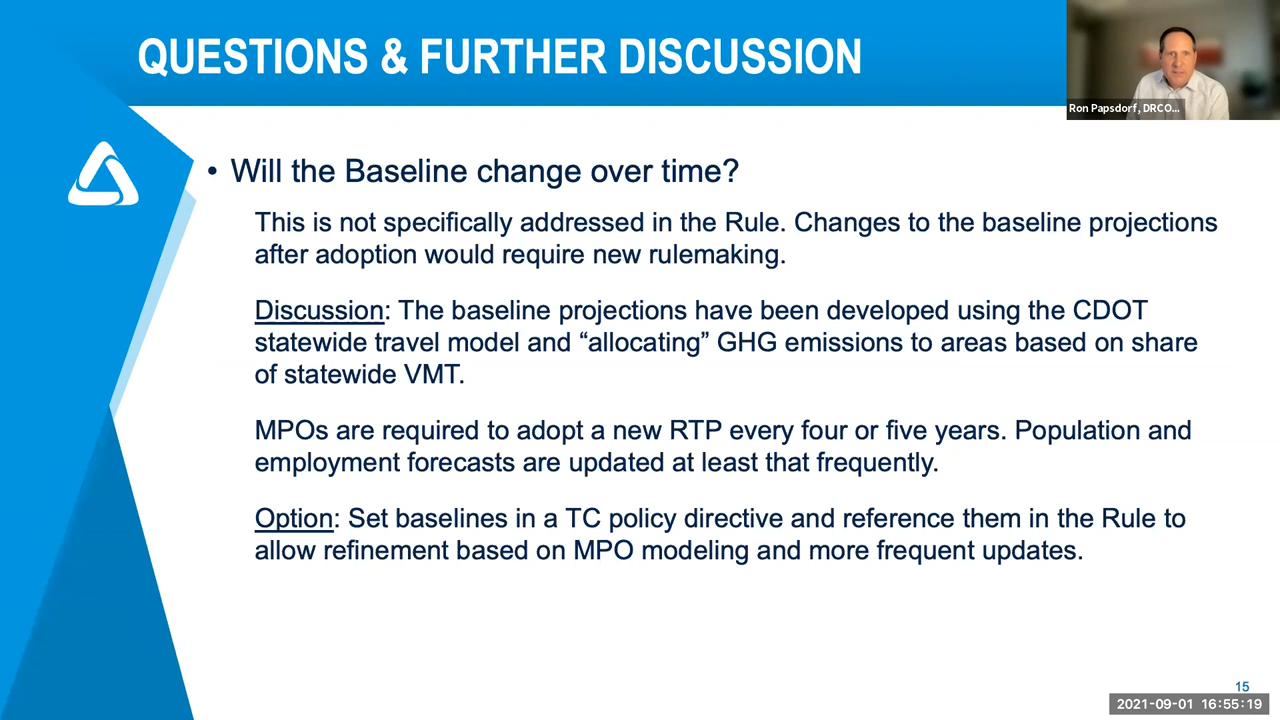 QUESTIONS & FURTHER DISCUSSION
Ron Papsdorf, DRCO...
• Will the Baseline change over time?
This is not specifically addressed in the Rule. Changes to the baseline projections
after adoption would require new rulemaking.
Discussion: The baseline projections have been developed using the CDOT
statewide travel model and “allocating” GHG emissions to areas based on share
of statewide VMT.
MPOs are required to adopt a new RTP every four or five years. Population and
employment forecasts are updated at least that frequently.
Option: Set baselines in a TC policy directive and reference them in the Rule to
allow refinement based on MPO modeling and more frequent updates.
15
2021-09-01 16:55:19